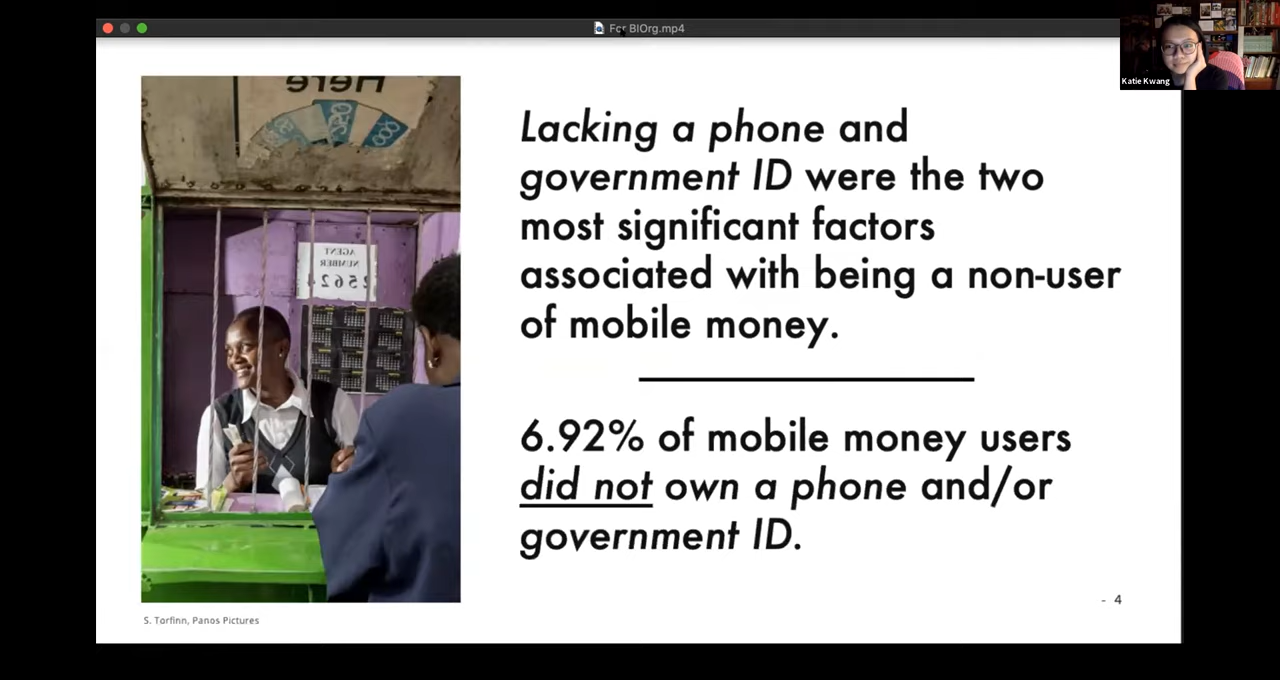 For BIOrg.mp4
Katie Kwang
Here
AGENT
NUMBER
2562
Lacking a phone and
government ID were the two
most significant factors
associated with being a non-user
of mobile money.
6.92% of mobile money users
did not own a phone and/or
government ID.
- 4
S. Torfinn, Panos Pictures